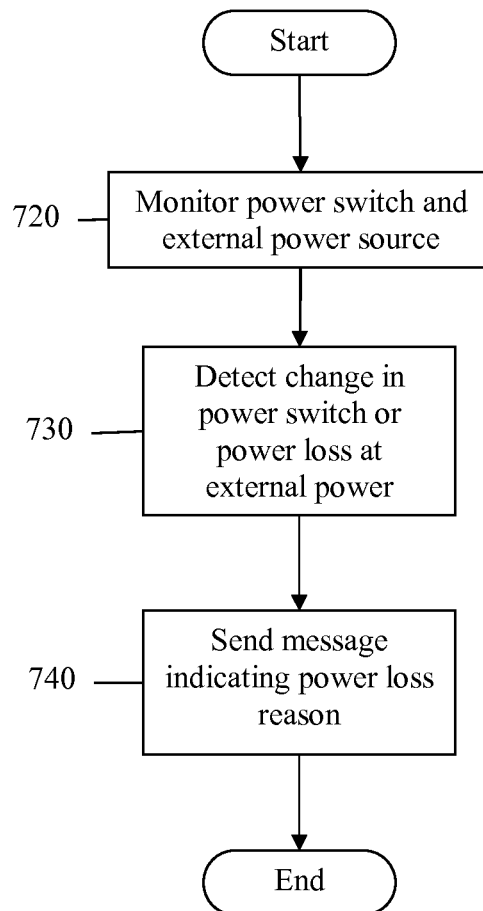 Start
720
Monitor power switch and
external power source
730
Detect change in
power switch or
power loss at
external power
740
Send message
indicating power loss
reason
End